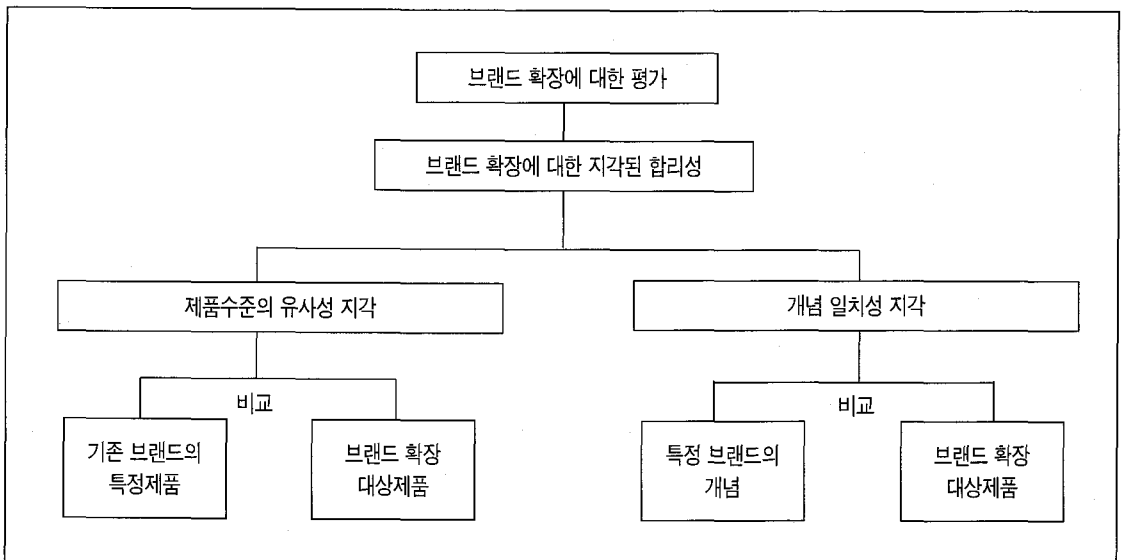 브랜드 확장에 대한 평가
브랜드 확장에 대한 지각된 합리성
제품수준의 유사성 지각
개념 일치성 지각
비교
비교
기존 브랜드의
특정제품
브랜드 확장
대상제품
특정 브랜드의
개념
브랜드 확장
대상제품